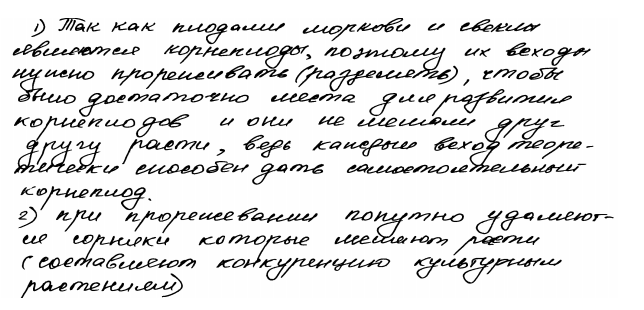 1) Так как плодами моркови и свеклы
являются корнеплоды, поэтому их всходы
нужно прореживать (разделять), чтобы
было достаточно места для развития
корнеплодов и они не мешали друг
другу расти, ведь каждый всход теоре-
тически способен дать самостоятельный
корнеплод.
2) при прореживании попутно удаляют-
ся сорняки которые мешают расти
(составляют конкуренцию культурным
растениям)